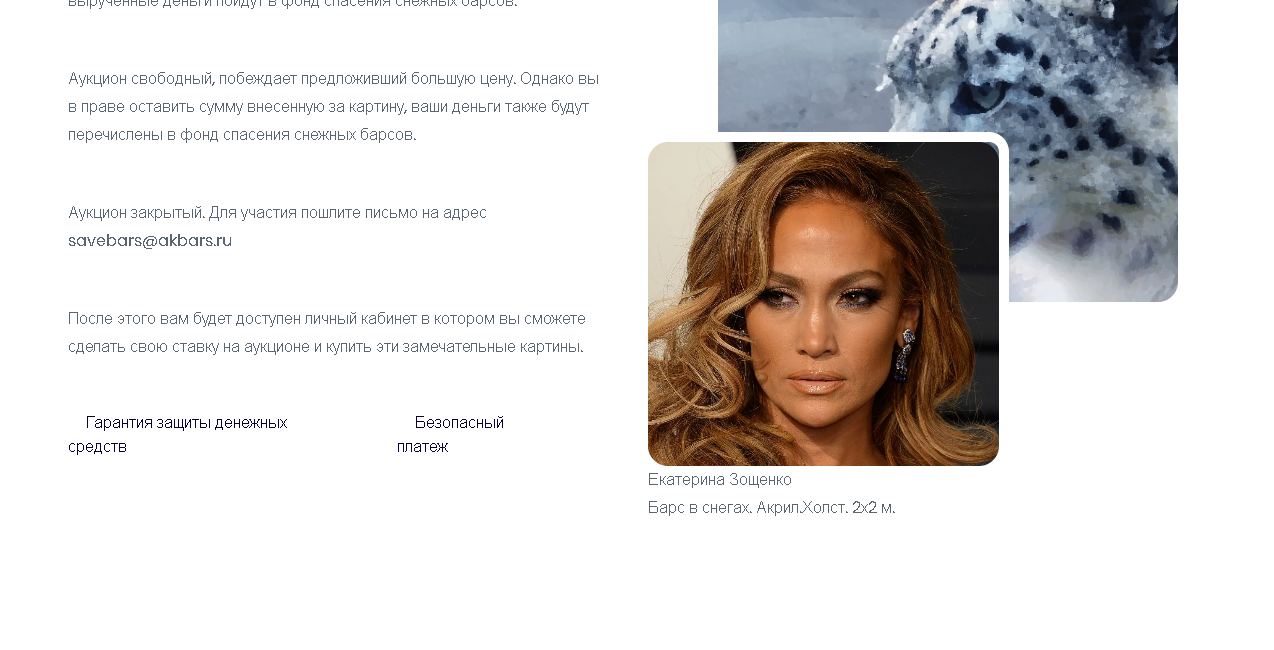 вырученные деньги пойдут в фонд спасения снежных барсов.
Аукцион свободный, побеждает предложивший большую цену. Однако вы
в праве оставить сумму внесенную за картину, ваши деньги также будут
перечислены в фонд спасения снежных барсов.
Аукцион закрытый. Для участия пошлите письмо на адрес
savebars@akbars.ru
После этого вам будет доступен личный кабинет в котором вы сможете
сделать свою ставку на аукционе и купить эти замечательные картины.
Гарантия защиты денежных
средств
Безопасный
платеж
Екатерина Зощенко
Барс в снегах. Акрил.Холст. 2х2 м.